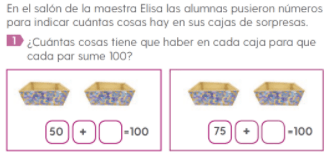 En el salón de la maestra Elisa las alumnas pusieron números
para indicar cuántas cosas hay en sus cajas de sorpresas.
1 ¿Cuántas cosas tiene que haber en cada caja para que
cada par sume 100?
50 + =100
75 + =100